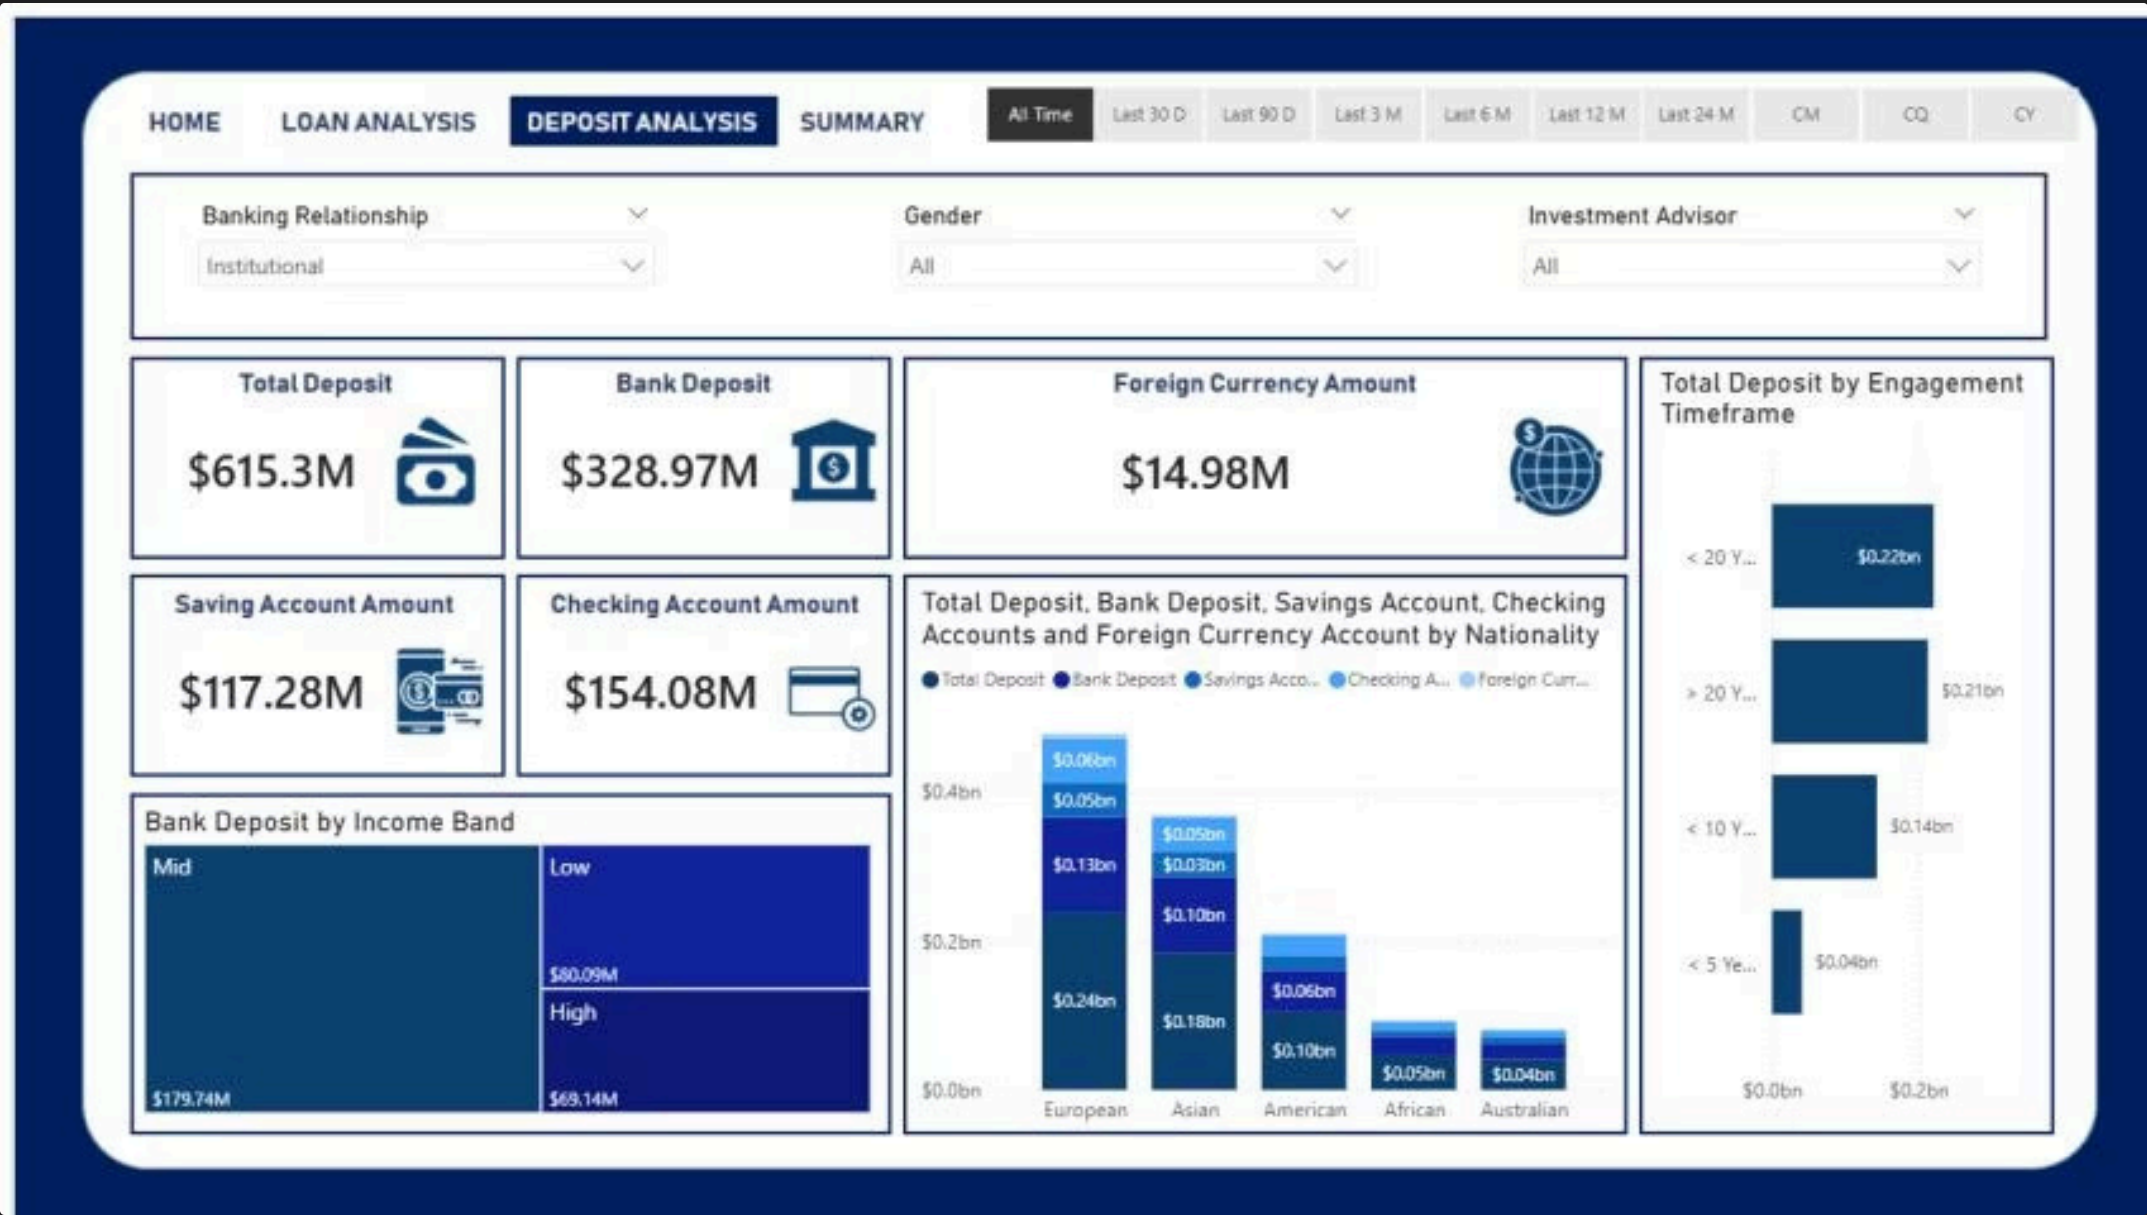 HOME LOAN ANALYSIS DEPOSIT ANALYSIS SUMMARY
All Time Last 30 D Last 90 D Last 3 M Last 6 M Last 12 M Last 24 M CM CQ CY
Banking Relationship
Institutional
Gender
All
Investment Advisor
All
Total Deposit
$615.3M
Bank Deposit
$328.97M
Foreign Currency Amount
$14.98M
Saving Account Amount
$117.28M
Checking Account Amount
$154.08M
Bank Deposit by Income Band
Mid
$179.74M
Low
$80.09M
High
$69.14M
Total Deposit, Bank Deposit, Savings Account, Checking
Accounts and Foreign Currency Account by Nationality
Total Deposit Bank Deposit Savings Acco... Checking A... Foreign Curr...
$0.4bn
$0.2bn
$0.0bn
$0.06bn
$0.05bn
$0.13bn
$0.24bn
$0.05bn
$0.03bn
$0.10bn
$0.18bn
$0.06bn
$0.10bn
$0.05bn
$0.04bn
European Asian American African Australian
Total Deposit by Engagement
Timeframe
< 20 Y... $0.22bn
> 20 Y... $0.21bn
< 10 Y... $0.14bn
< 5 Ye... $0.04bn
$0.0bn $0.2bn